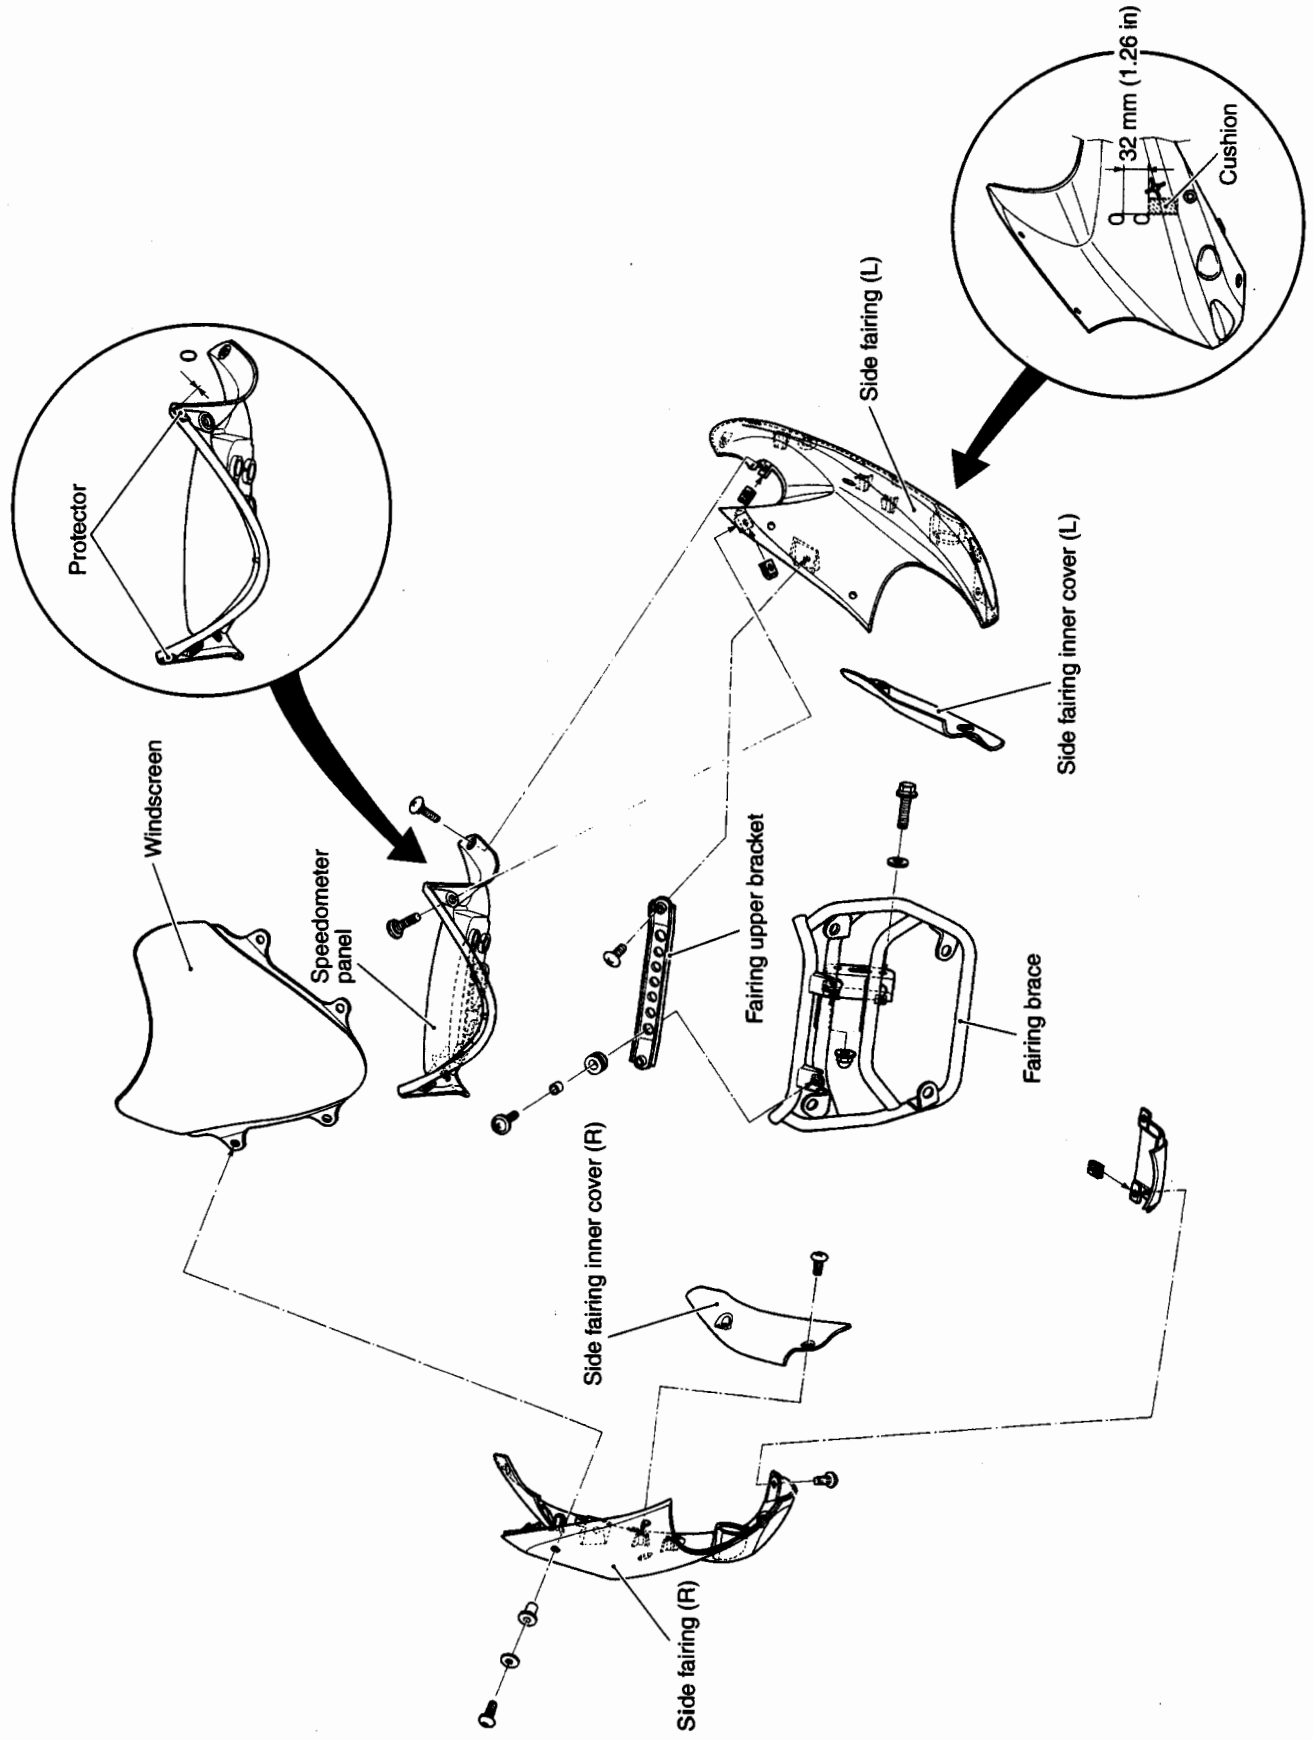 Protector
0
Windscreen
Speedometer
panel
Fairing upper bracket
Side fairing (L)
32 mm (1.26 in)
0
0
Cushion
Side fairing inner cover (L)
Fairing brace
Side fairing inner cover (R)
Side fairing (R)